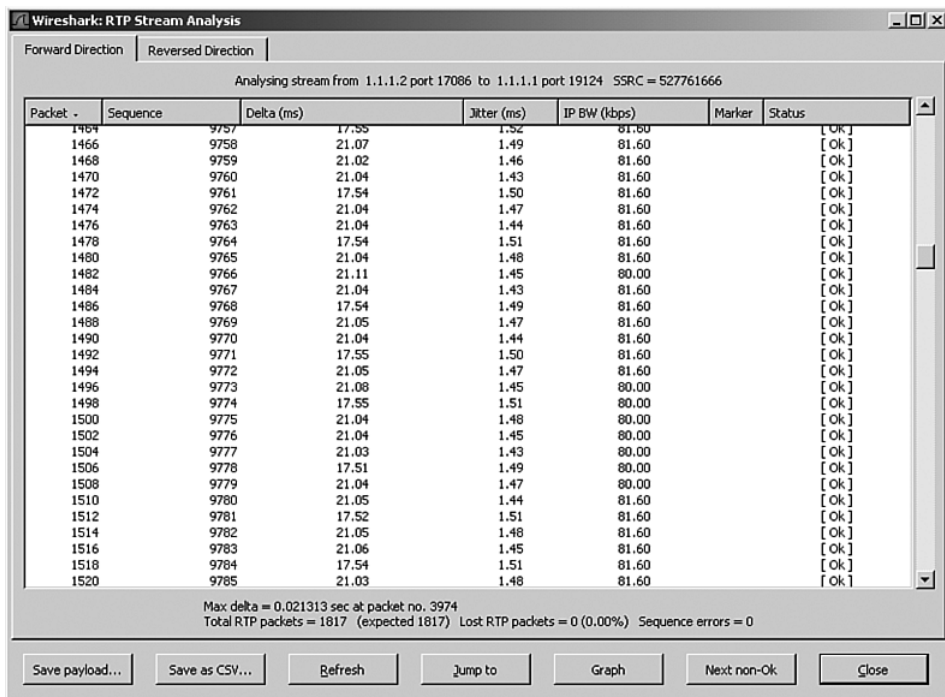 Wireshark: RTP Stream Analysis
Forward Direction Reversed Direction
Analysing stream from 1.1.1.2 port 17086 to 1.1.1.1 port 19124 SSRC = 527761666
Packet Sequence Delta (ms) Jitter (ms) IP BW (kbps) Marker Status
1464 9757 17.55 1.52 81.60 [ Ok ]
1466 9758 21.07 1.49 81.60 [ Ok ]
1468 9759 21.02 1.46 81.60 [ Ok ]
1470 9760 21.04 1.43 81.60 [ Ok ]
1472 9761 17.54 1.50 81.60 [ Ok ]
1474 9762 21.04 1.47 81.60 [ Ok ]
1476 9763 21.04 1.44 81.60 [ Ok ]
1478 9764 17.54 1.51 81.60 [ Ok ]
1480 9765 21.04 1.48 81.60 [ Ok ]
1482 9766 21.11 1.45 80.00 [ Ok ]
1484 9767 21.04 1.43 81.60 [ Ok ]
1486 9768 17.54 1.49 81.60 [ Ok ]
1488 9769 21.05 1.47 81.60 [ Ok ]
1490 9770 21.04 1.44 81.60 [ Ok ]
1492 9771 17.55 1.50 81.60 [ Ok ]
1494 9772 21.05 1.47 81.60 [ Ok ]
1496 9773 21.08 1.45 80.00 [ Ok ]
1498 9774 17.55 1.51 80.00 [ Ok ]
1500 9775 21.04 1.48 80.00 [ Ok ]
1502 9776 21.04 1.45 80.00 [ Ok ]
1504 9777 21.03 1.43 80.00 [ Ok ]
1506 9778 17.51 1.49 80.00 [ Ok ]
1508 9779 21.04 1.47 80.00 [ Ok ]
1510 9780 21.05 1.44 81.60 [ Ok ]
1512 9781 17.52 1.51 81.60 [ Ok ]
1514 9782 21.05 1.48 81.60 [ Ok ]
1516 9783 21.06 1.45 81.60 [ Ok ]
1518 9784 17.54 1.51 81.60 [ Ok ]
1520 9785 21.03 1.48 81.60 [ Ok ]
Max delta = 0.021313 sec at packet no. 3974
Total RTP packets = 1817 (expected 1817) Lost RTP packets = 0 (0.00%) Sequence errors = 0
Save payload... Save as CSV... Refresh Jump to Graph Next non-Ok Close